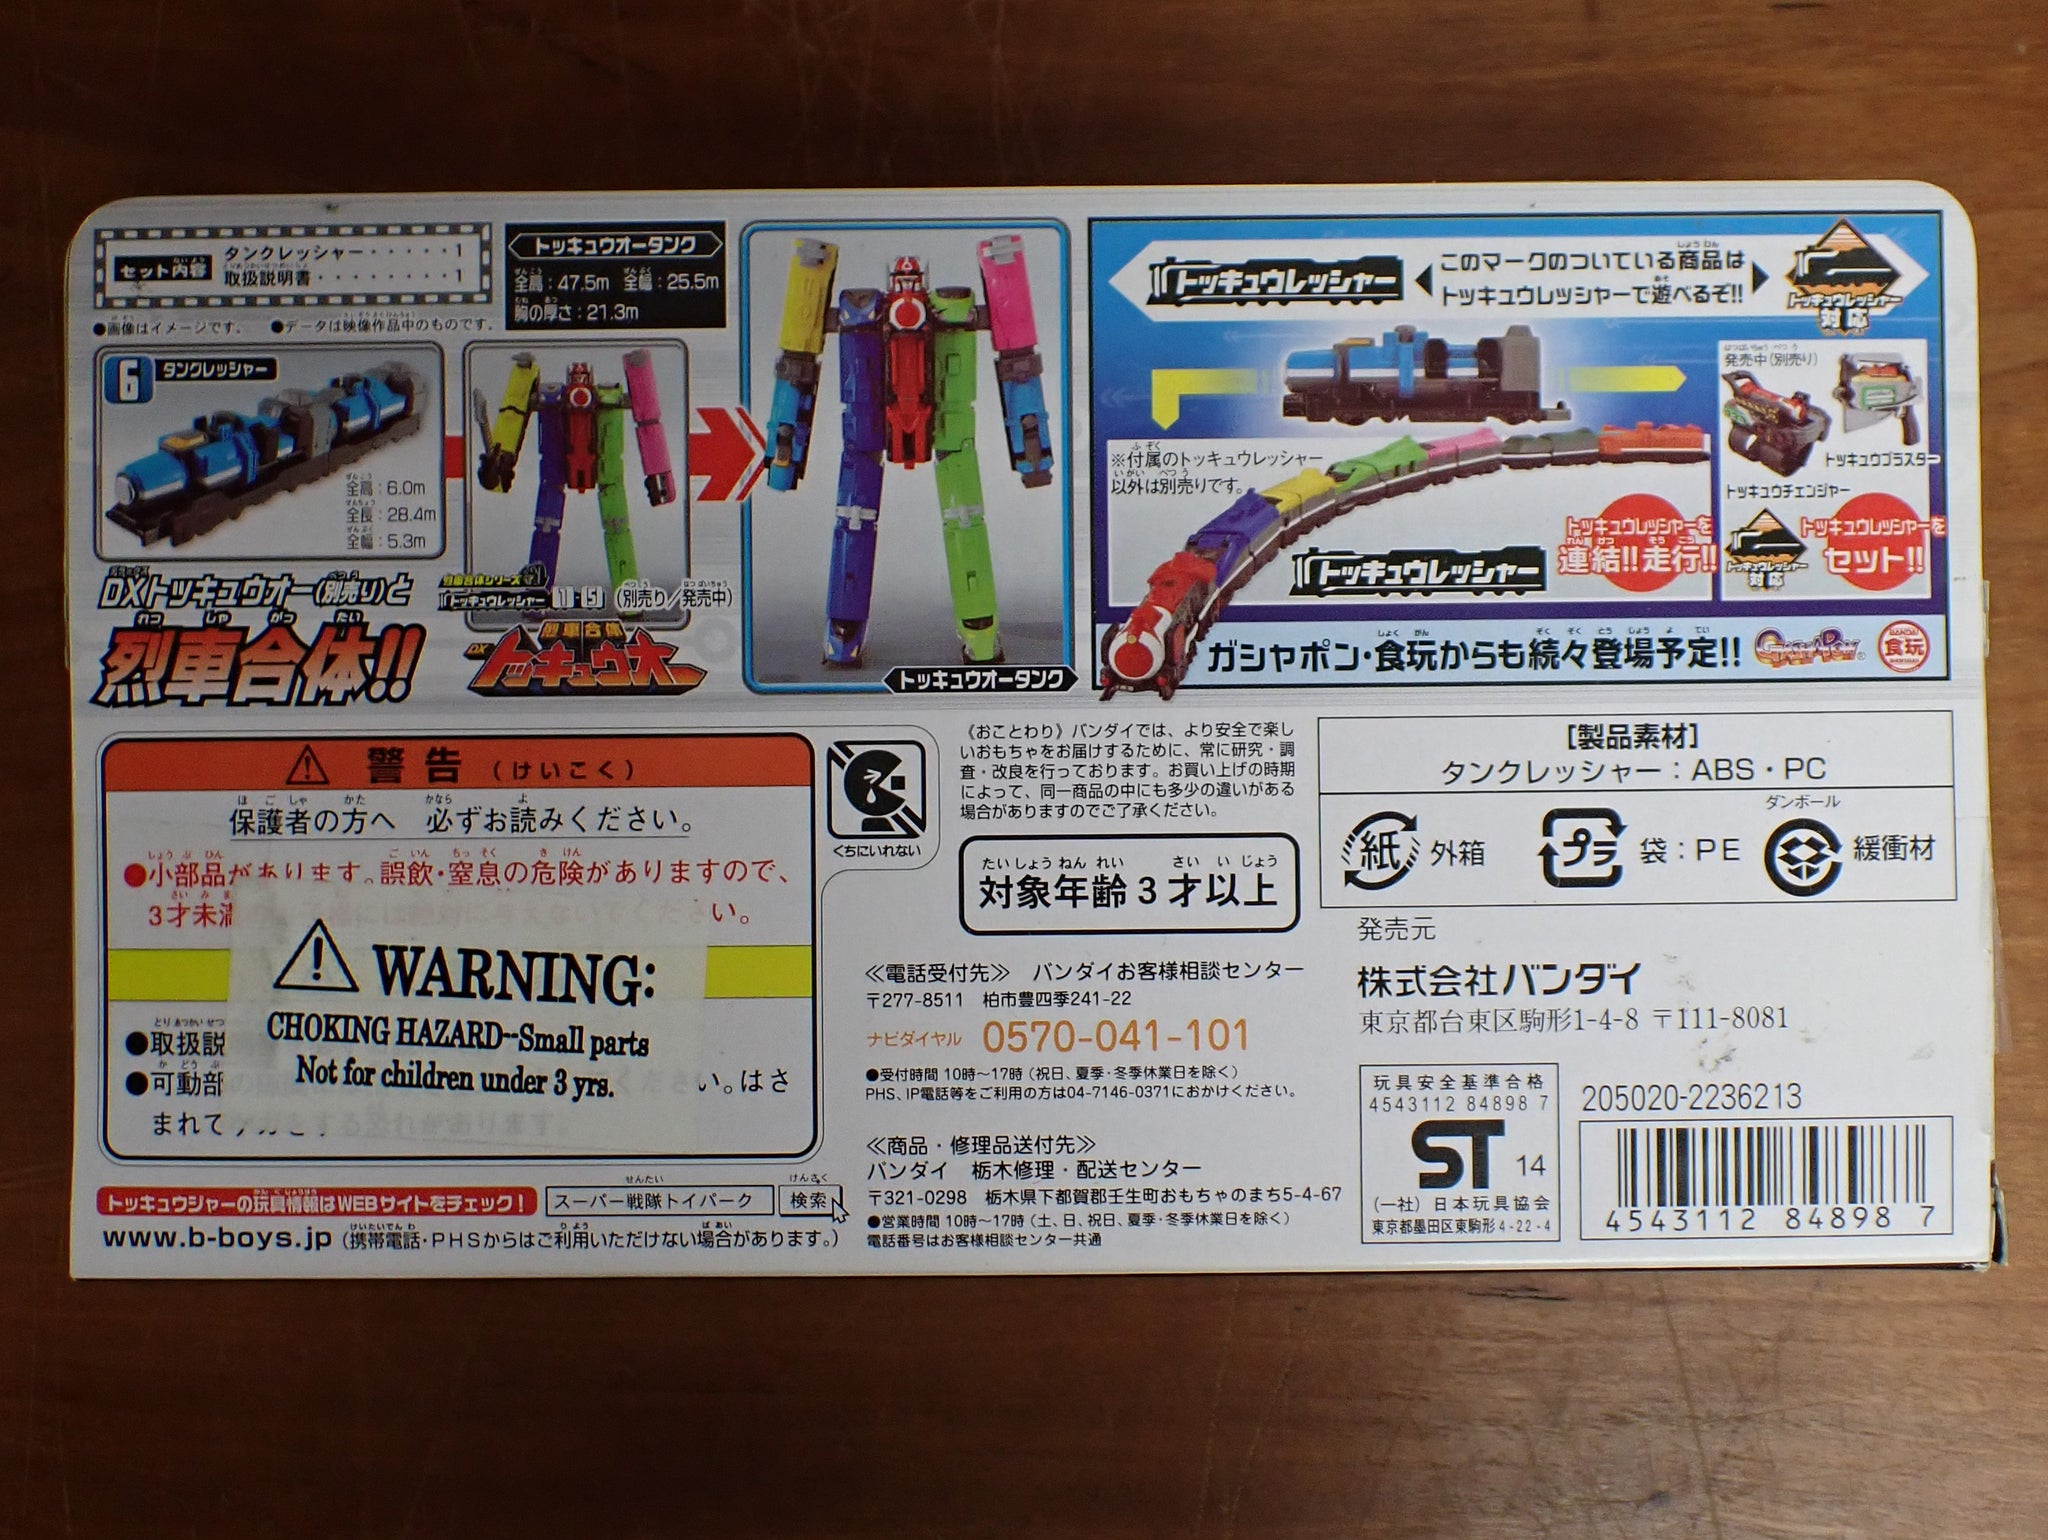 セット内容
タンクレッシャー・・・・・1
取扱説明書・・・・・・・・1
●画像はイメージです。 ●データは映像作品中のものです。
トッキュウオータンク
全高：47.5m 全幅：25.5m
胸の厚さ：21.3m
6 タンクレッシャー
全高：6.0m
全長：28.4m
全幅：5.3m
DXトッキュウオー(別売り)と
烈車合体!!
烈車合体シリーズ
トッキュウレッシャー 1-5 (別売り/発売中)
烈車合体
DX トッキュウオー
トッキュウオータンク
トッキュウレッシャー
このマークのついている商品は
トッキュウレッシャーで遊べるぞ!!
トッキュウレッシャー
対応
※付属のトッキュウレッシャー
以外は別売りです。
トッキュウレッシャー
トッキュウレッシャーを
連結!!走行!!
発売中(別売り)
トッキュウブラスター
トッキュウチェンジャー
トッキュウレッシャー
対応
トッキュウレッシャーを
セット!!
ガシャポン・食玩からも続々登場予定!!
GASHAPON
BANDAI
食玩
警告(けいこく)
保護者の方へ 必ずお読みください。
●小部品があります。誤飲・窒息の危険がありますので、
3才未満 い。
WARNING:
CHOKING HAZARD--Small parts
Not for children under 3 yrs.
●取扱説
●可動部 い。はさ
まれて
くちにいれない
《おことわり》バンダイでは、より安全で楽し
いおもちゃをお届けするために、常に研究・調
査・改良を行っております。お買い上げの時期
によって、同一商品の中にも多少の違いがある
場合がありますのでご了承ください。
たいしょうねんれい さいいじょう
対象年齢3才以上
[製品素材]
タンクレッシャー：ABS・PC
紙 外箱
プラ 袋：PE
ダンボール
緩衝材
≪電話受付先≫ バンダイお客様相談センター
〒277-8511 柏市豊四季241-22
ナビダイヤル 0570-041-101
●受付時間 10時～17時(祝日、夏季・冬季休業日を除く)
PHS、IP電話等をご利用の方は04-7146-0371におかけください。
≪商品・修理品送付先≫
バンダイ 栃木修理・配送センター
〒321-0298 栃木県下都賀郡壬生町おもちゃのまち5-4-67
●営業時間 10時～17時(土、日、祝日、夏季・冬季休業日を除く)
電話番号はお客様相談センター共通
発売元
株式会社バンダイ
東京都台東区駒形1-4-8 〒111-8081
玩具安全基準合格
4543112 84898 7
ST 14
(一社) 日本玩具協会
東京都墨田区東駒形4-22-4
205020-2236213
4543112 84898 7
トッキュウジャーの玩具情報はWEBサイトをチェック！
スーパー戦隊トイパーク 検索
www.b-boys.jp (携帯電話・PHSからはご利用いただけない場合があります。)